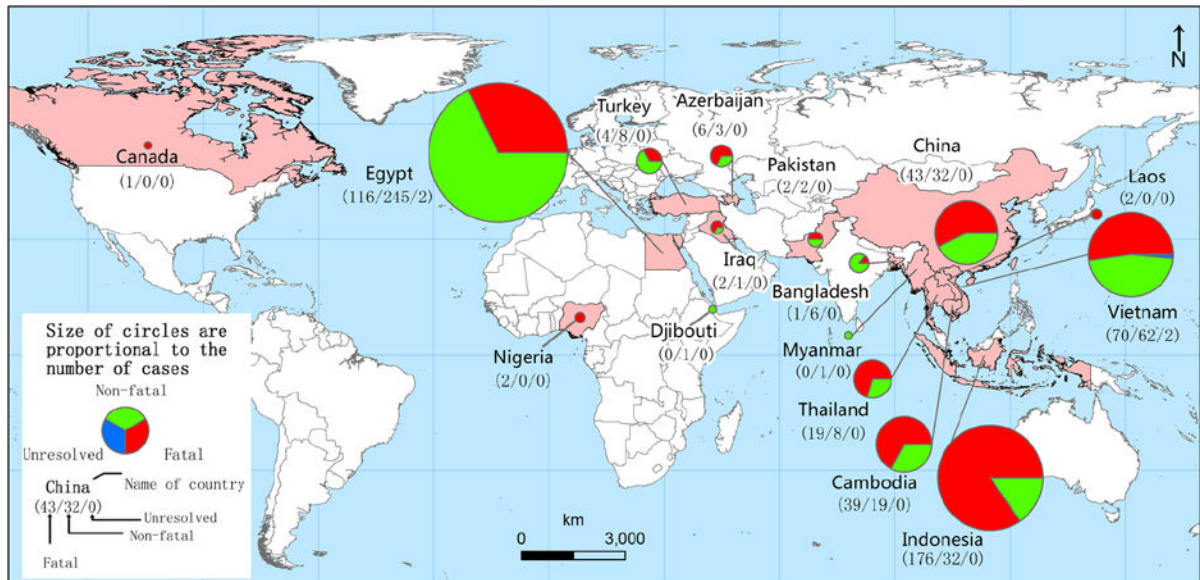 N
Canada
(1/0/0)
Egypt
(116/245/2)
Turkey
(4/8/0)
Azerbaijan
(6/3/0)
Pakistan
(2/2/0)
China
(43/32/0)
Laos
(2/0/0)
Iraq
(2/1/0)
Bangladesh
(1/6/0)
Vietnam
(70/62/2)
Djibouti
(0/1/0)
Nigeria
(2/0/0)
Myanmar
(0/1/0)
Thailand
(19/8/0)
Cambodia
(39/19/0)
Indonesia
(176/32/0)
Size of circles are
proportional to the
number of cases
Non-fatal
Unresolved
Fatal
China
Name of country
(43/32/0)
Unresolved
Non-fatal
Fatal
km
0
3,000